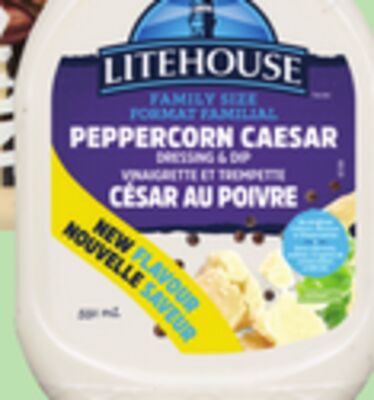 LITEHOUSE
FAMILY SIZE
FORMAT FAMILIAL
PEPPERCORN CAESAR
DRESSING & DIP
VINAIGRETTE ET TREMPETTE
CÉSAR AU POIVRE
NEW FLAVOUR
NOUVELLE SAVEUR